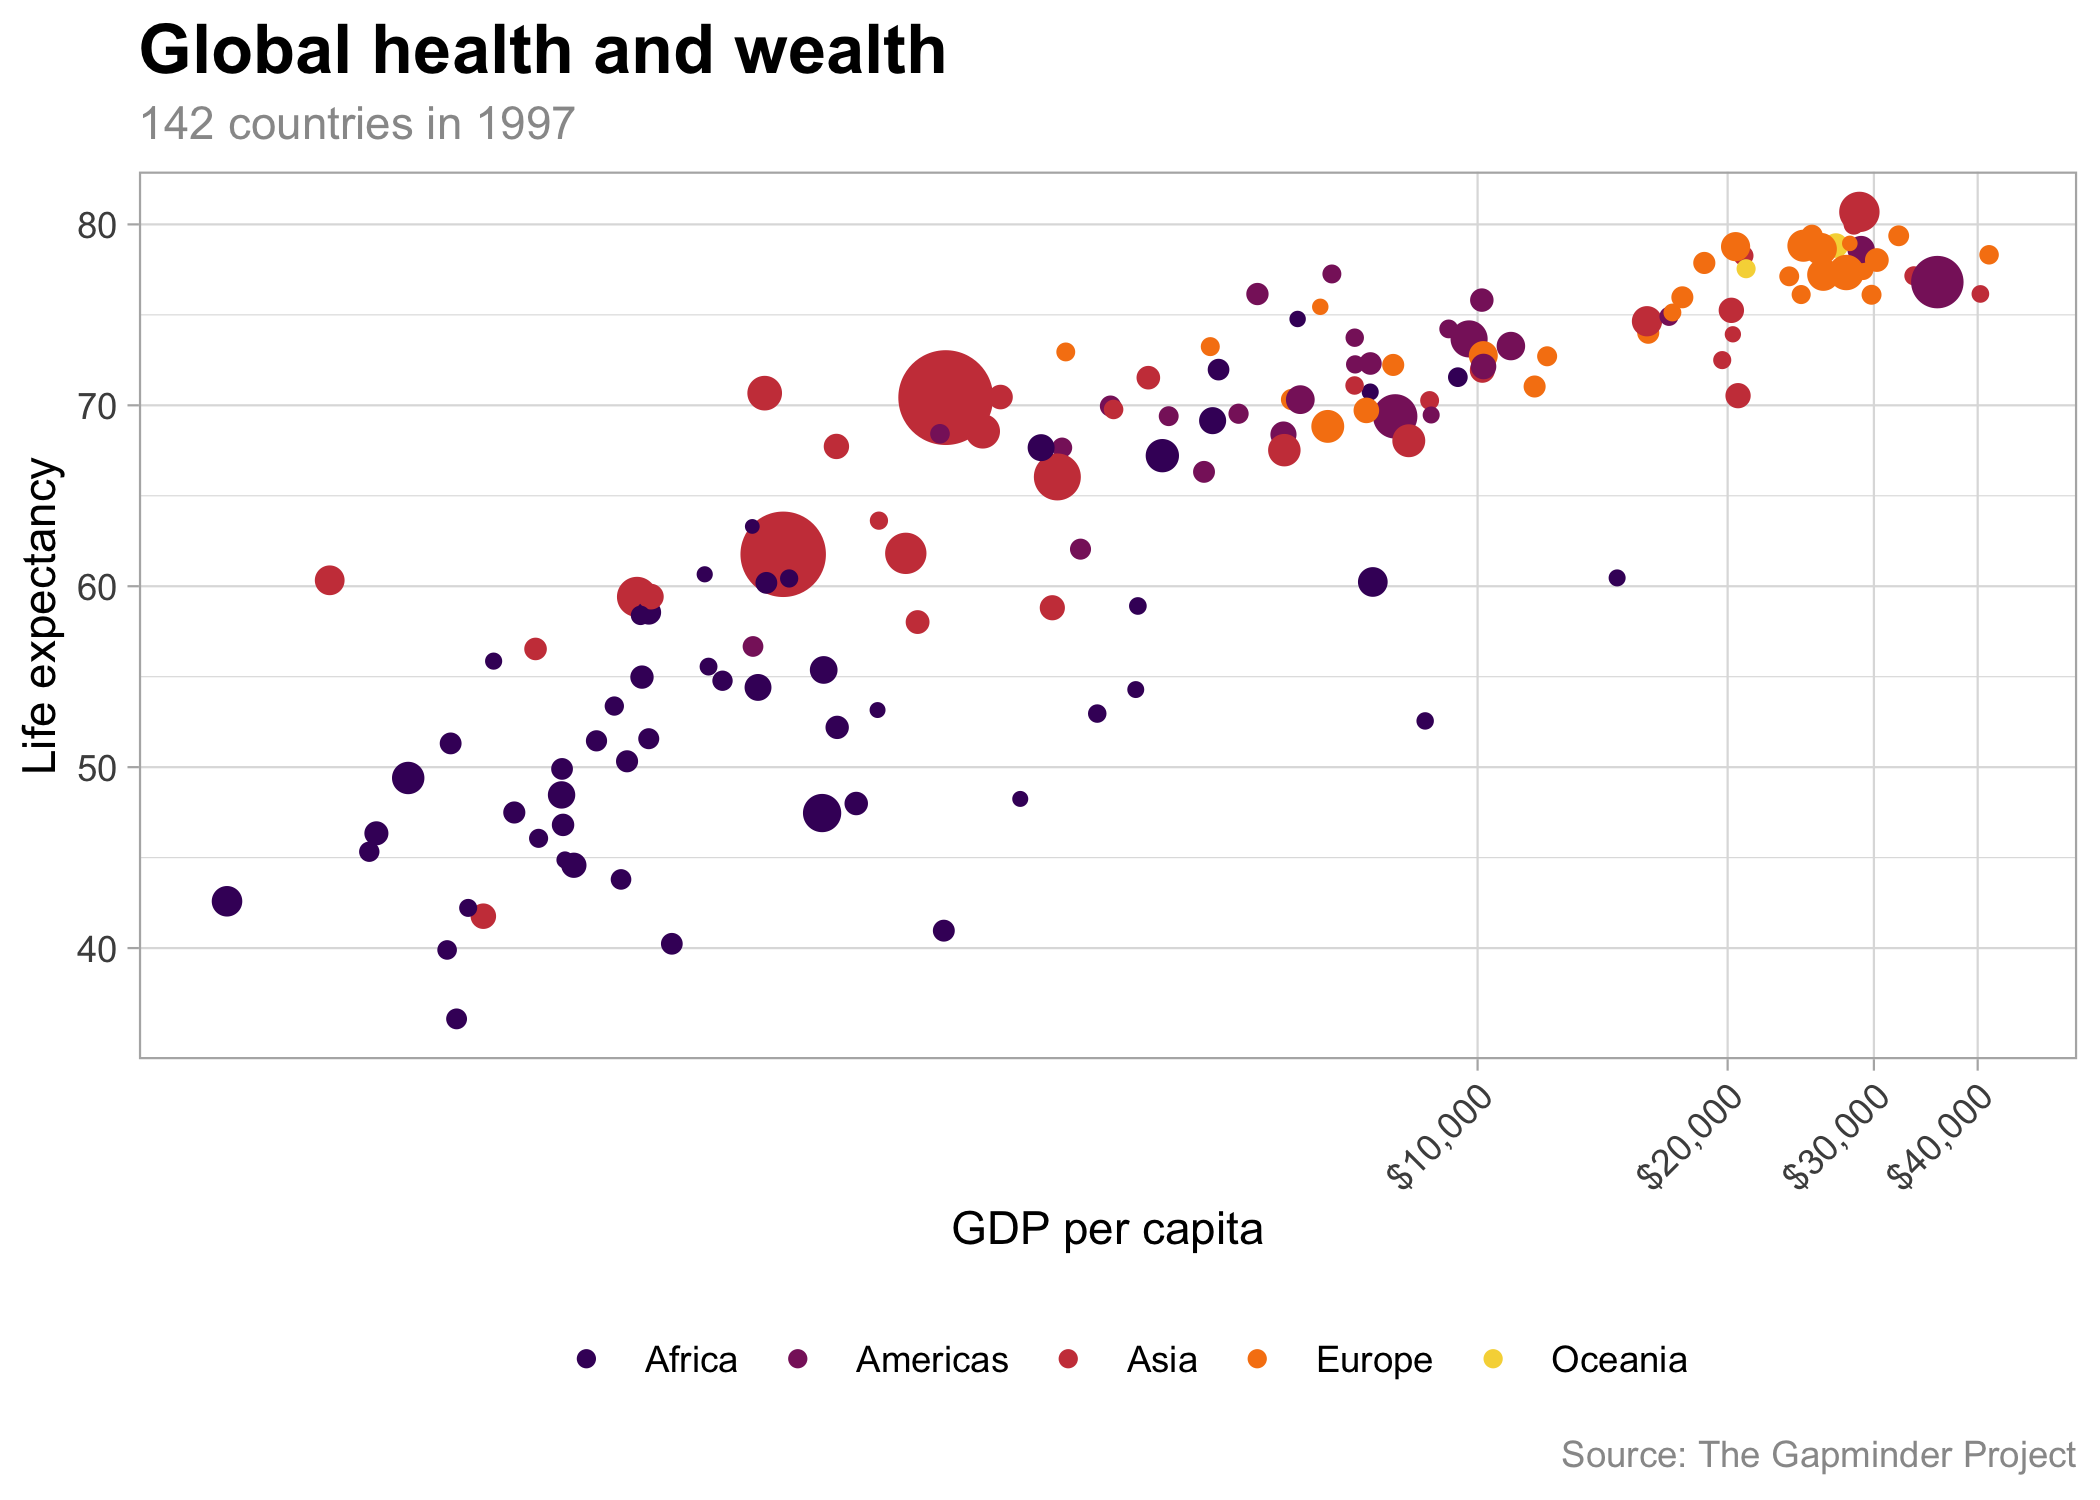 Global health and wealth
142 countries in 1997
Life expectancy
80
70
60
50
40
$10,000
$20,000
$30,000
$40,000
GDP per capita
Africa Americas Asia Europe Oceania
Source: The Gapminder Project